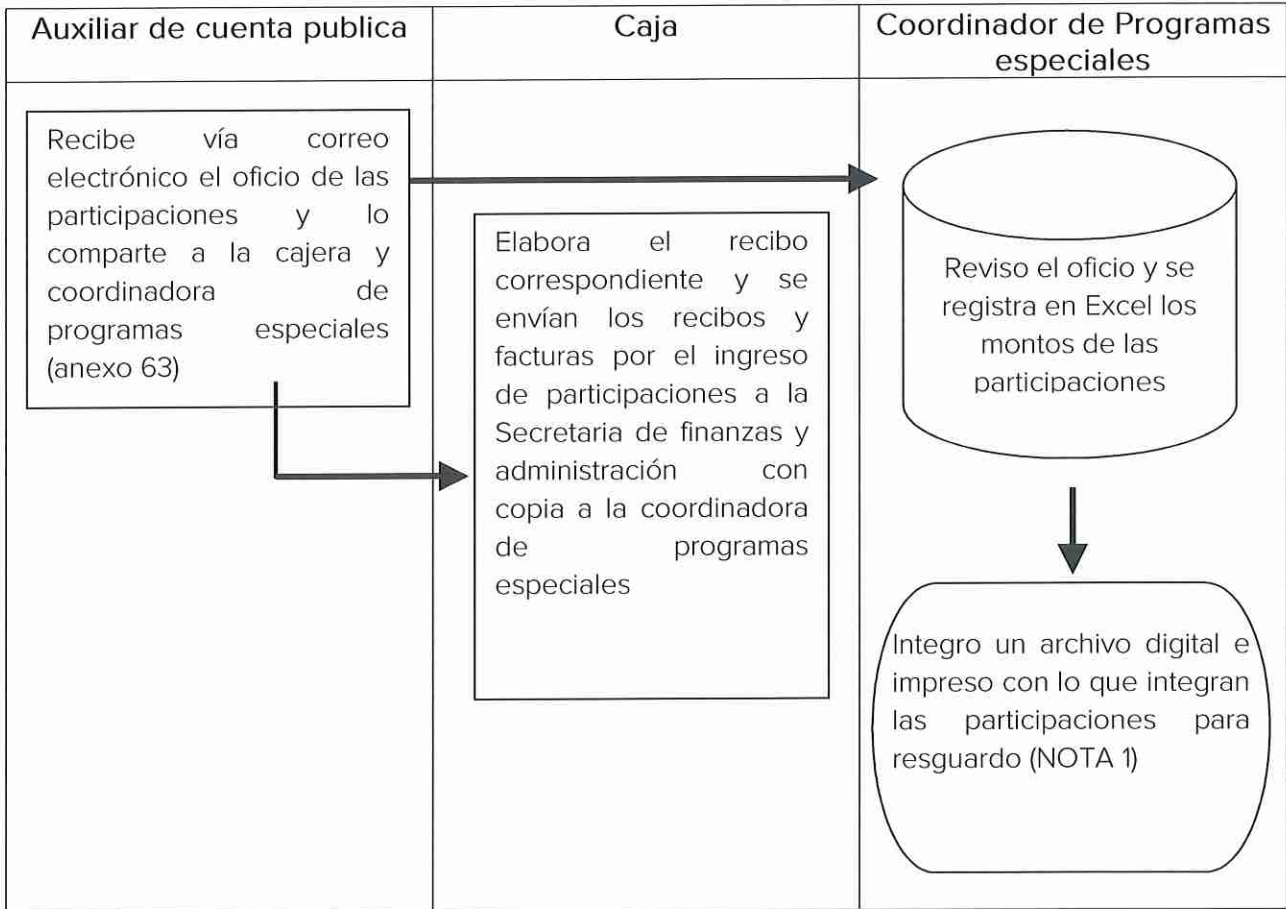 Auxiliar de cuenta publica
Caja
Coordinador de Programas
especiales
Recibe vía correo
electrónico el oficio de las
participaciones y lo
comparte a la cajera y
coordinadora de
programas especiales
(anexo 63)
Elabora el recibo
correspondiente y se
envían los recibos y
facturas por el ingreso
de participaciones a la
Secretaria de finanzas y
administración con
copia a la coordinadora
de programas
especiales
Reviso el oficio y se
registra en Excel los
montos de las
participaciones
Integro un archivo digital e
impreso con lo que integran
las participaciones para
resguardo (NOTA 1)